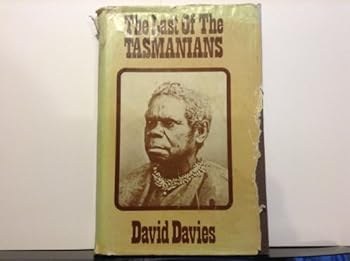 The Last Of The
TASMANIANS
David Davies